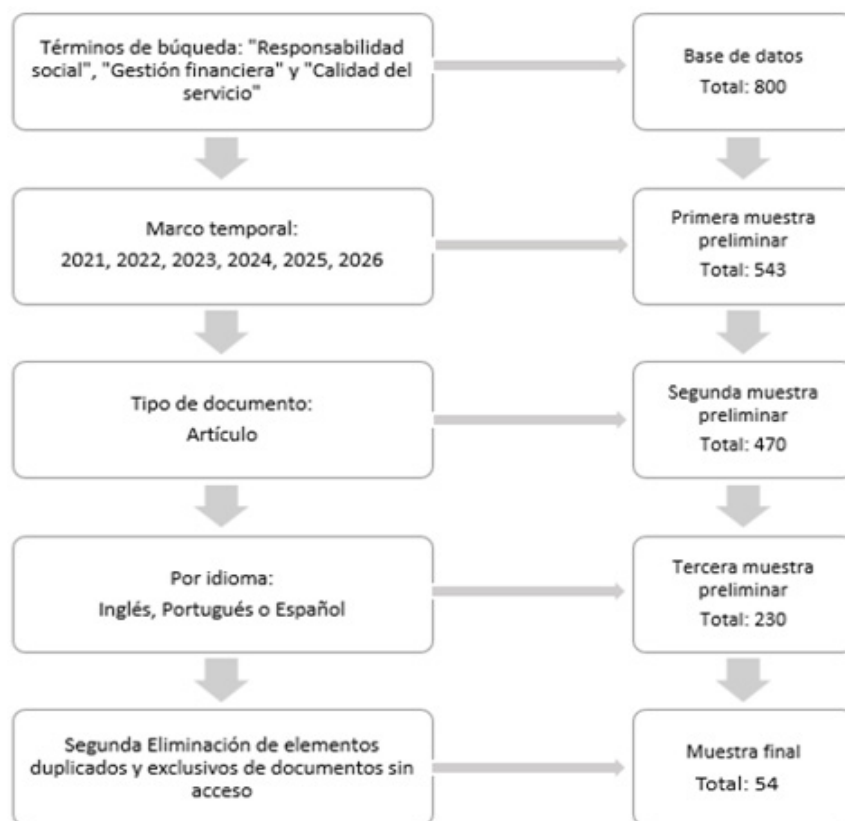 Términos de búqueda: "Responsabilidad
social", "Gestión financiera" y "Calidad del
servicio"
Base de datos
Total: 800
Marco temporal:
2021, 2022, 2023, 2024, 2025, 2026
Primera muestra
preliminar
Total: 543
Tipo de documento:
Artículo
Segunda muestra
preliminar
Total: 470
Por idioma:
Inglés, Portugués o Español
Tercera muestra
preliminar
Total: 230
Segunda Eliminación de elementos
duplicados y exclusivos de documentos sin
acceso
Muestra final
Total: 54